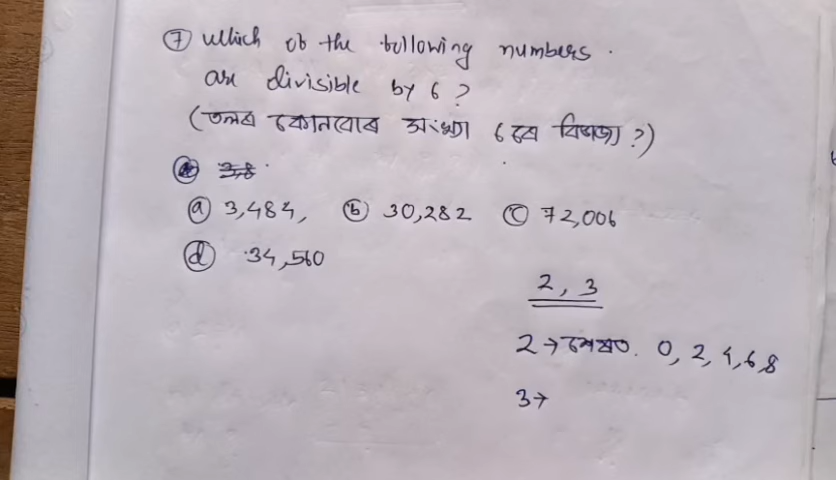 ⑦ Which of the following numbers.
are divisible by 6?
(তলৰ কোনবোৰ সংখ্যা 6 ৰে বিভাজ্য?)
ⓐ 3,484, ⓑ 30,282 ⓒ 72,006
ⓓ 34,560
2, 3
2→ শেষত. 0, 2, 4, 6, 8
3→